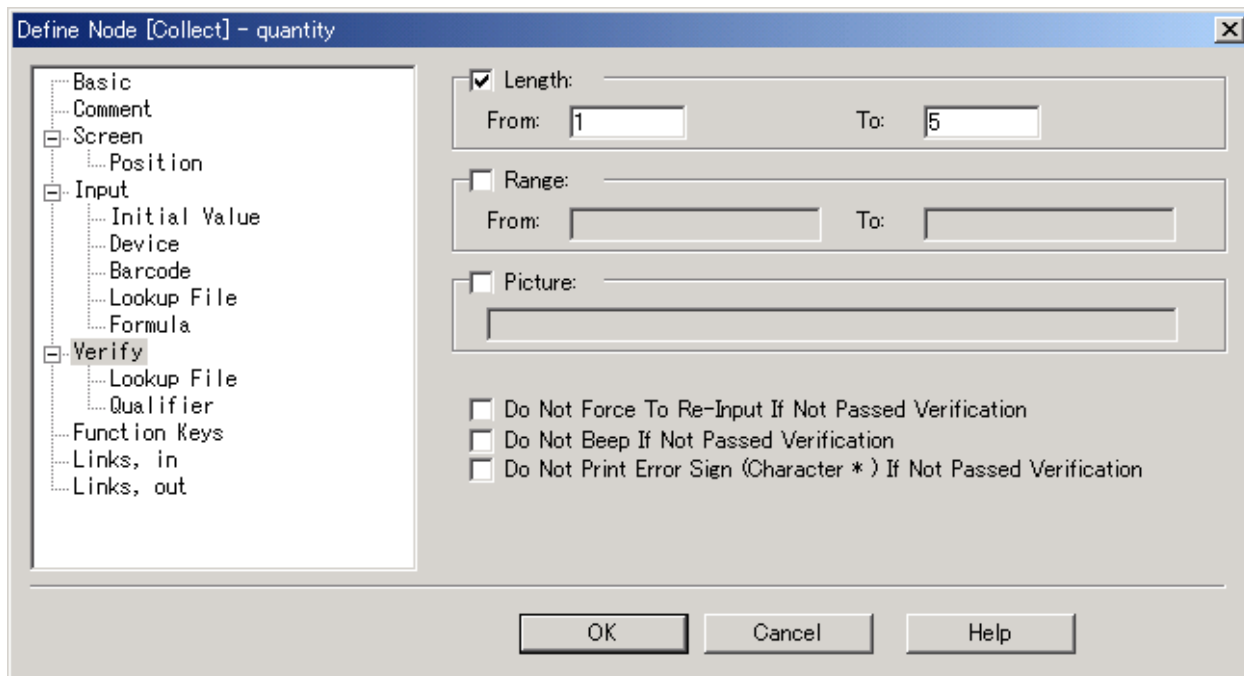 Define Node [Collect] - quantity
Basic
Comment
Screen
Position
Input
Initial Value
Device
Barcode
Lookup File
Formula
Verify
Lookup File
Qualifier
Function Keys
Links, in
Links, out
Length:
From: 1 To: 5
Range:
From: To:
Picture:
Do Not Force To Re-Input If Not Passed Verification
Do Not Beep If Not Passed Verification
Do Not Print Error Sign (Character * ) If Not Passed Verification
OK Cancel Help